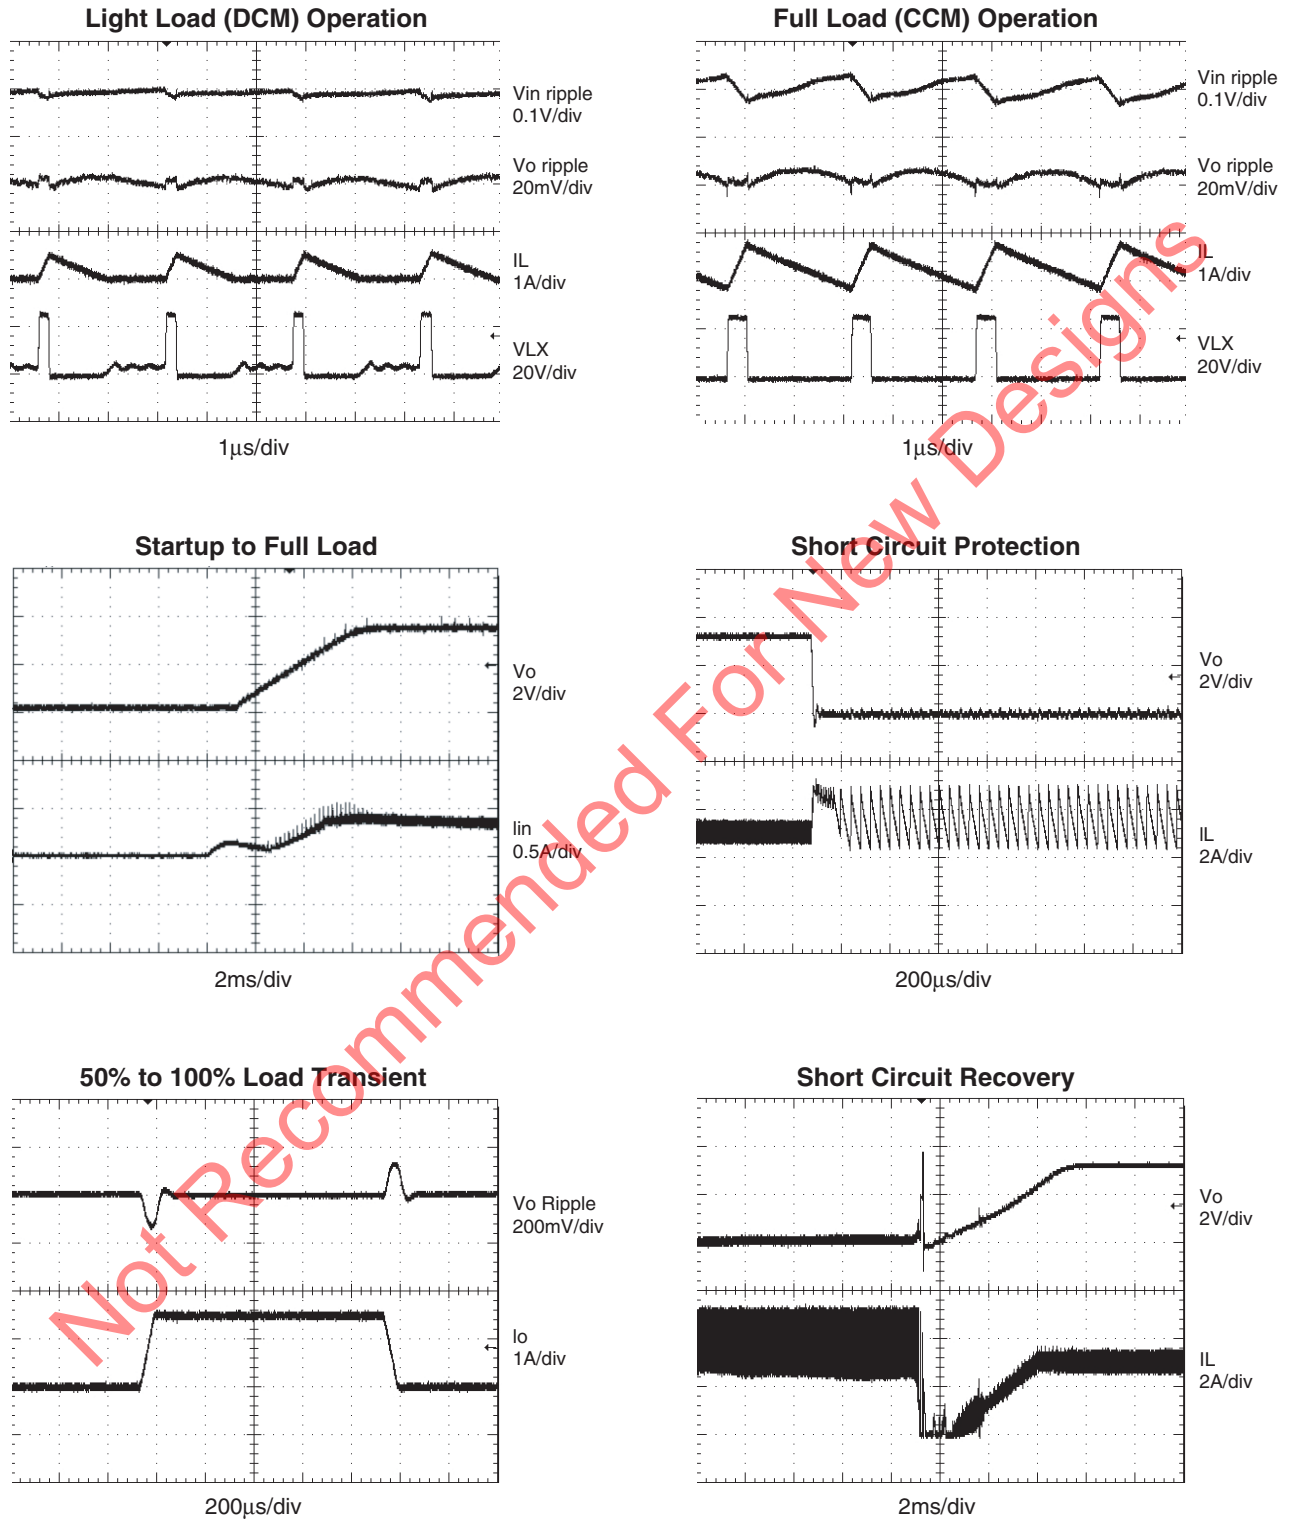 Light Load (DCM) Operation
Vin ripple
0.1V/div
Vo ripple
20mV/div
IL
1A/div
VLX
20V/div
1μs/div
Full Load (CCM) Operation
Vin ripple
0.1V/div
Vo ripple
20mV/div
IL
1A/div
VLX
20V/div
1μs/div
Startup to Full Load
Vo
2V/div
Iin
0.5A/div
2ms/div
Short Circuit Protection
Vo
2V/div
IL
2A/div
200μs/div
50% to 100% Load Transient
Vo Ripple
200mV/div
Io
1A/div
200μs/div
Short Circuit Recovery
Vo
2V/div
IL
2A/div
2ms/div
Not Recommended For New Designs